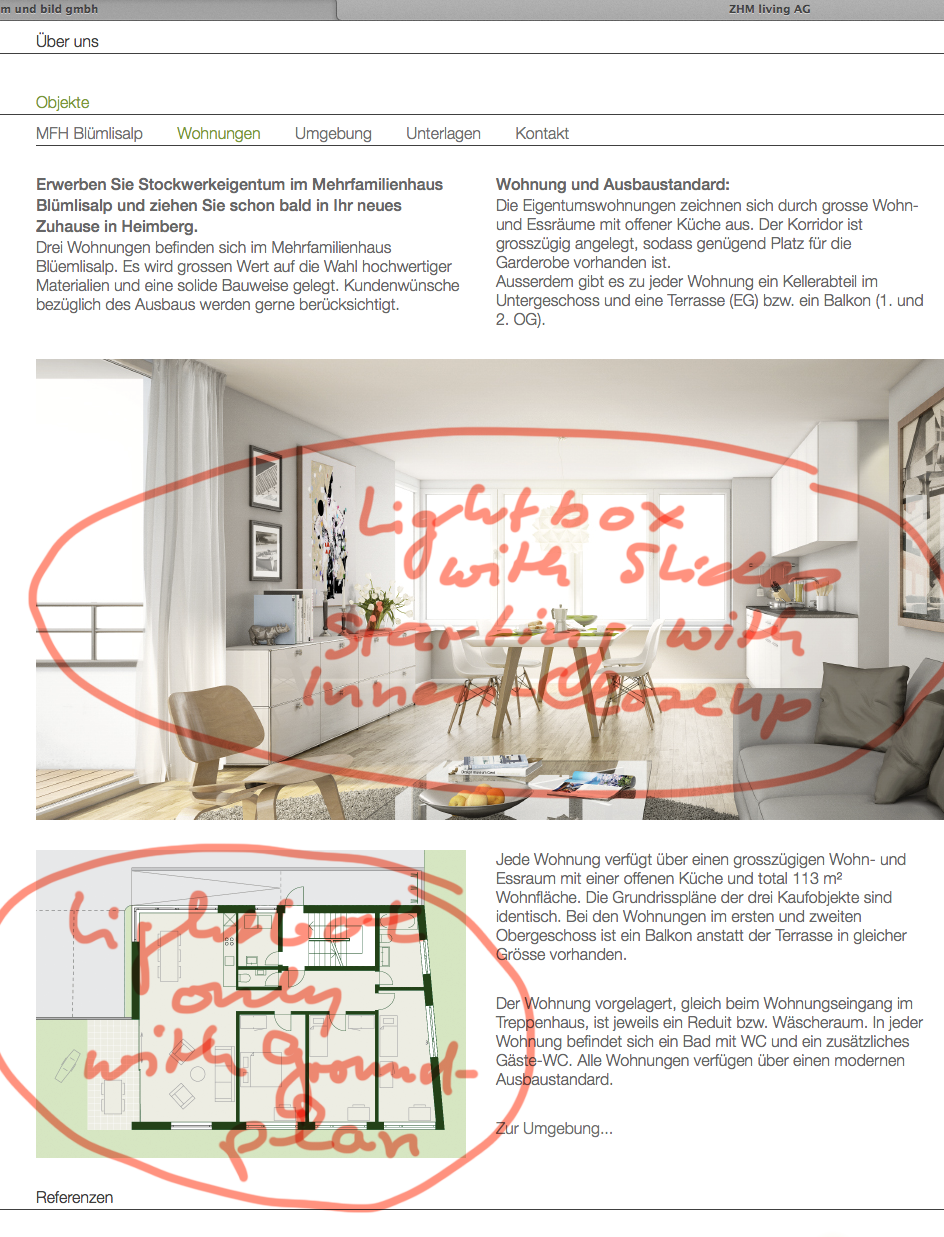 m und bild gmbh
ZHM living AG
Über uns
Objekte
MFH Blümlisalp Wohnungen Umgebung Unterlagen Kontakt
Erwerben Sie Stockwerkeigentum im Mehrfamilienhaus
Blümlisalp und ziehen Sie schon bald in Ihr neues
Zuhause in Heimberg.
Drei Wohnungen befinden sich im Mehrfamilienhaus
Blüemlisalp. Es wird grossen Wert auf die Wahl hochwertiger
Materialien und eine solide Bauweise gelegt. Kundenwünsche
bezüglich des Ausbaus werden gerne berücksichtigt.
Wohnung und Ausbaustandard:
Die Eigentumswohnungen zeichnen sich durch grosse Wohn-
und Essräume mit offener Küche aus. Der Korridor ist
grosszügig angelegt, sodass genügend Platz für die
Garderobe vorhanden ist.
Ausserdem gibt es zu jeder Wohnung ein Kellerabteil im
Untergeschoss und eine Terrasse (EG) bzw. ein Balkon (1. und
2. OG).
Lightbox
with Slider
starting with
Inner Closeup
Lightbox
only
with Ground-
plan
Jede Wohnung verfügt über einen grosszügigen Wohn- und
Essraum mit einer offenen Küche und total 113 m²
Wohnfläche. Die Grundrisspläne der drei Kaufobjekte sind
identisch. Bei den Wohnungen im ersten und zweiten
Obergeschoss ist ein Balkon anstatt der Terrasse in gleicher
Grösse vorhanden.
Der Wohnung vorgelagert, gleich beim Wohnungseingang im
Treppenhaus, ist jeweils ein Reduit bzw. Wäscheraum. In jeder
Wohnung befindet sich ein Bad mit WC und ein zusätzliches
Gäste-WC. Alle Wohnungen verfügen über einen modernen
Ausbaustandard.
Zur Umgebung...
Referenzen